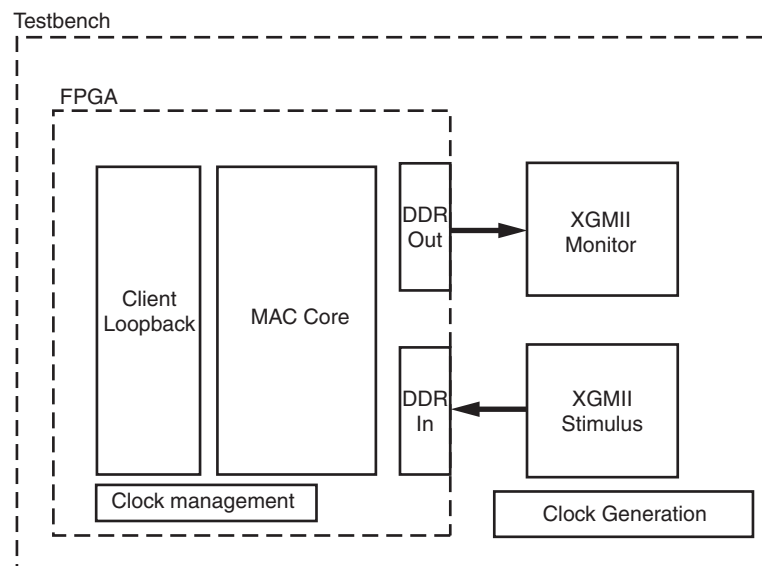 Testbench
FPGA
Client
Loopback
MAC Core
DDR
Out
XGMII
Monitor
DDR
In
XGMII
Stimulus
Clock management
Clock Generation